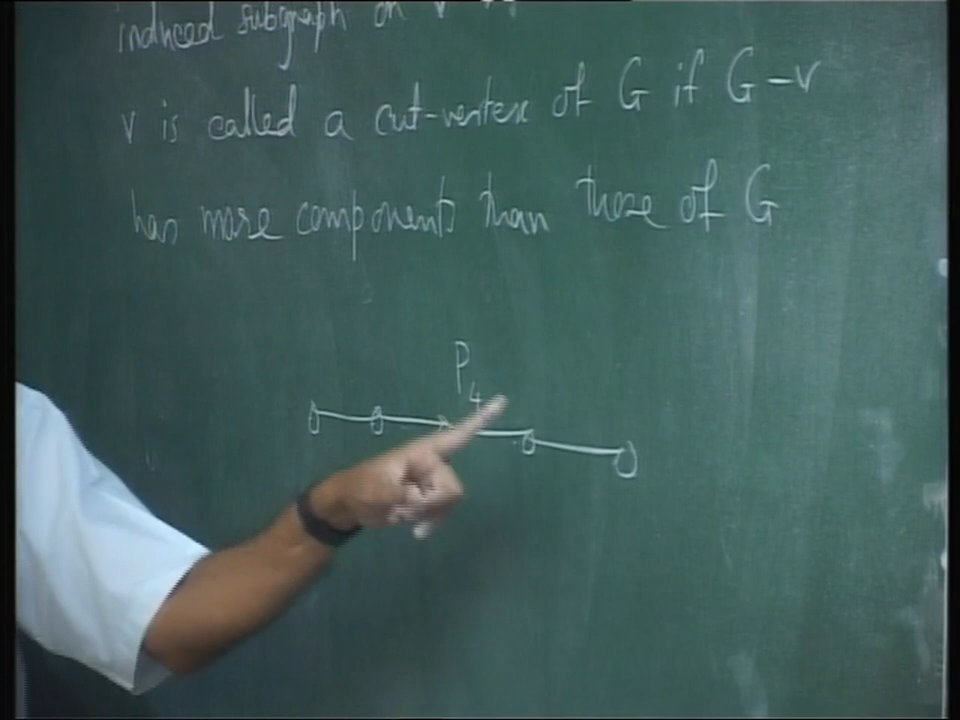 induced subgraph on V
v is called a cut-vertex of G if G-v
has more components than those of G
P4